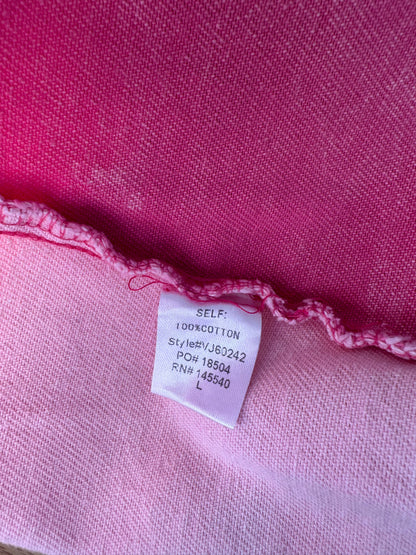 SELF:
100%COTTON
Style#VJ60242
PO# 18504
RN# 145540
L